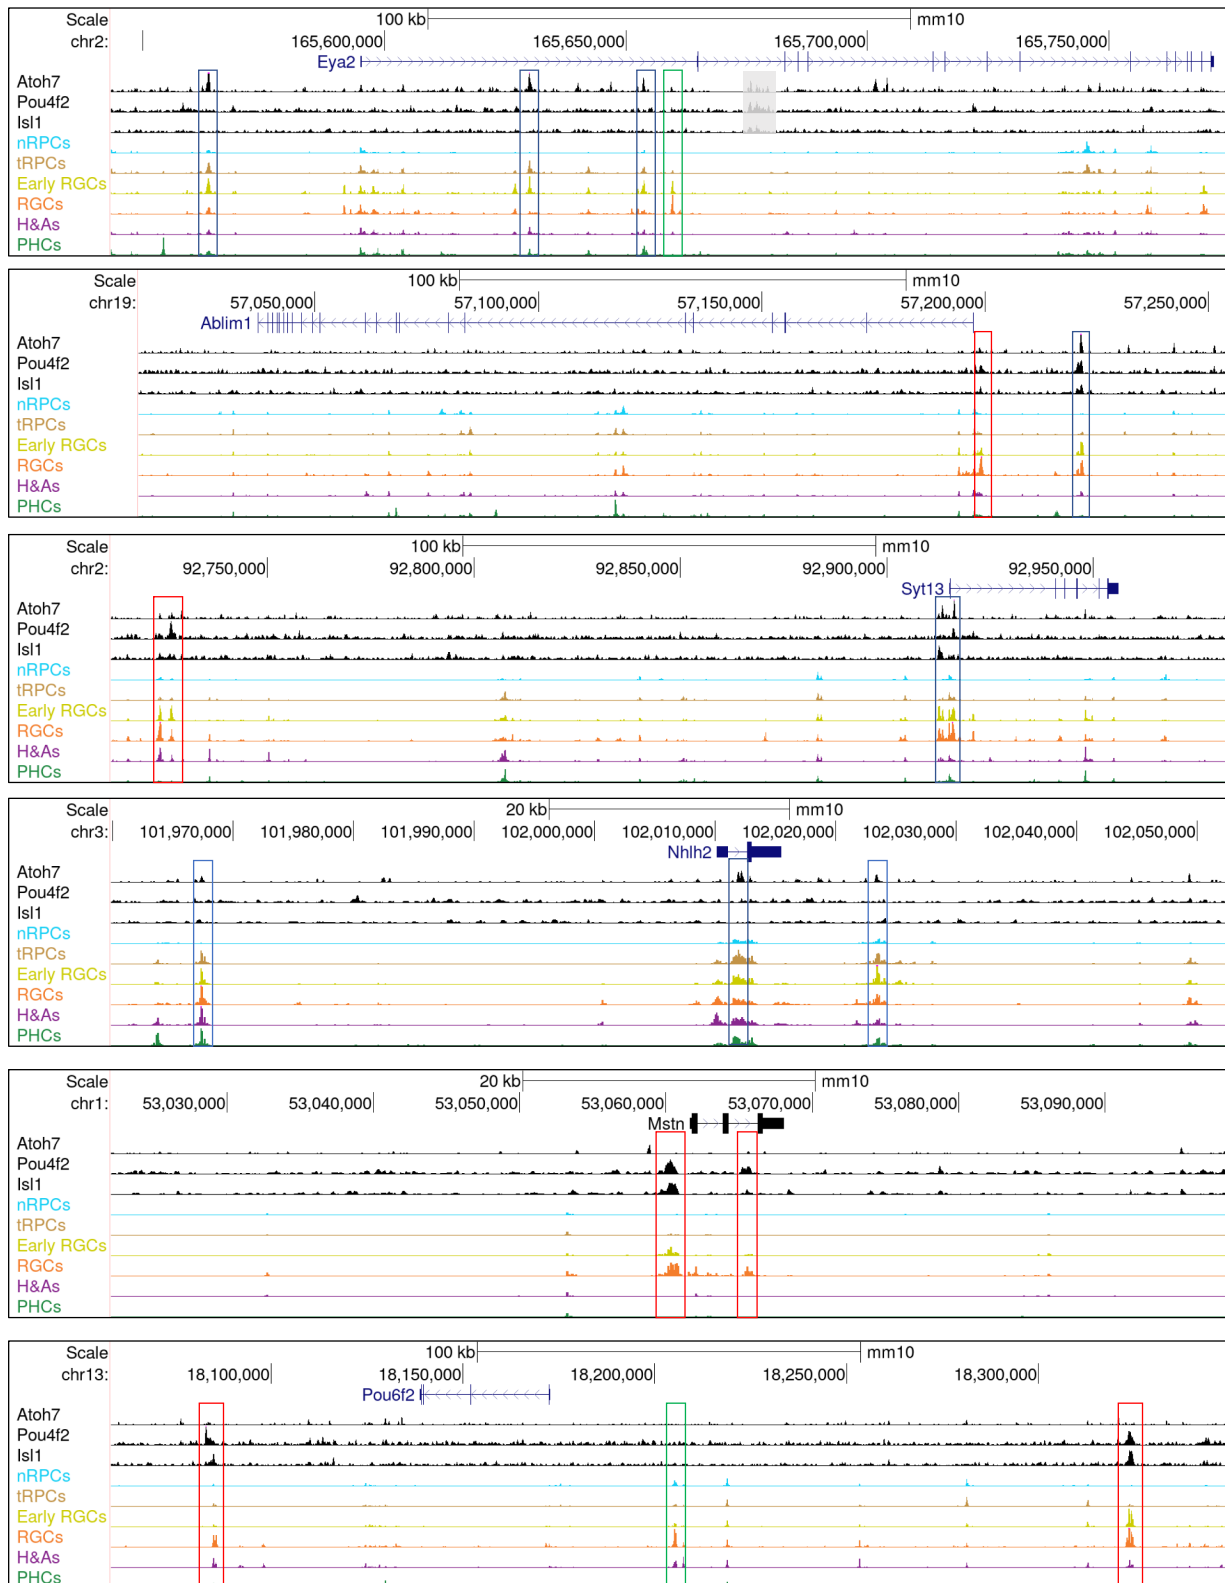 Scale 100 kb mm10
chr2: 165,600,000 165,650,000 165,700,000 165,750,000
Eya2
Atoh7
Pou4f2
Isl1
nRPCs
tRPCs
Early RGCs
RGCs
H&As
PHCs
Scale 100 kb mm10
chr19: 57,050,000 57,100,000 57,150,000 57,200,000 57,250,000
Ablim1
Atoh7
Pou4f2
Isl1
nRPCs
tRPCs
Early RGCs
RGCs
H&As
PHCs
Scale 100 kb mm10
chr2: 92,750,000 92,800,000 92,850,000 92,900,000 92,950,000
Syt13
Atoh7
Pou4f2
Isl1
nRPCs
tRPCs
Early RGCs
RGCs
H&As
PHCs
Scale 20 kb mm10
chr3: 101,970,000 101,980,000 101,990,000 102,000,000 102,010,000 102,020,000 102,030,000 102,040,000 102,050,000
Nhlh2
Atoh7
Pou4f2
Isl1
nRPCs
tRPCs
Early RGCs
RGCs
H&As
PHCs
Scale 20 kb mm10
chr1: 53,030,000 53,040,000 53,050,000 53,060,000 53,070,000 53,080,000 53,090,000
Mstn
Atoh7
Pou4f2
Isl1
nRPCs
tRPCs
Early RGCs
RGCs
H&As
PHCs
Scale 100 kb mm10
chr13: 18,100,000 18,150,000 18,200,000 18,250,000 18,300,000
Pou6f2
Atoh7
Pou4f2
Isl1
nRPCs
tRPCs
Early RGCs
RGCs
H&As
PHCs